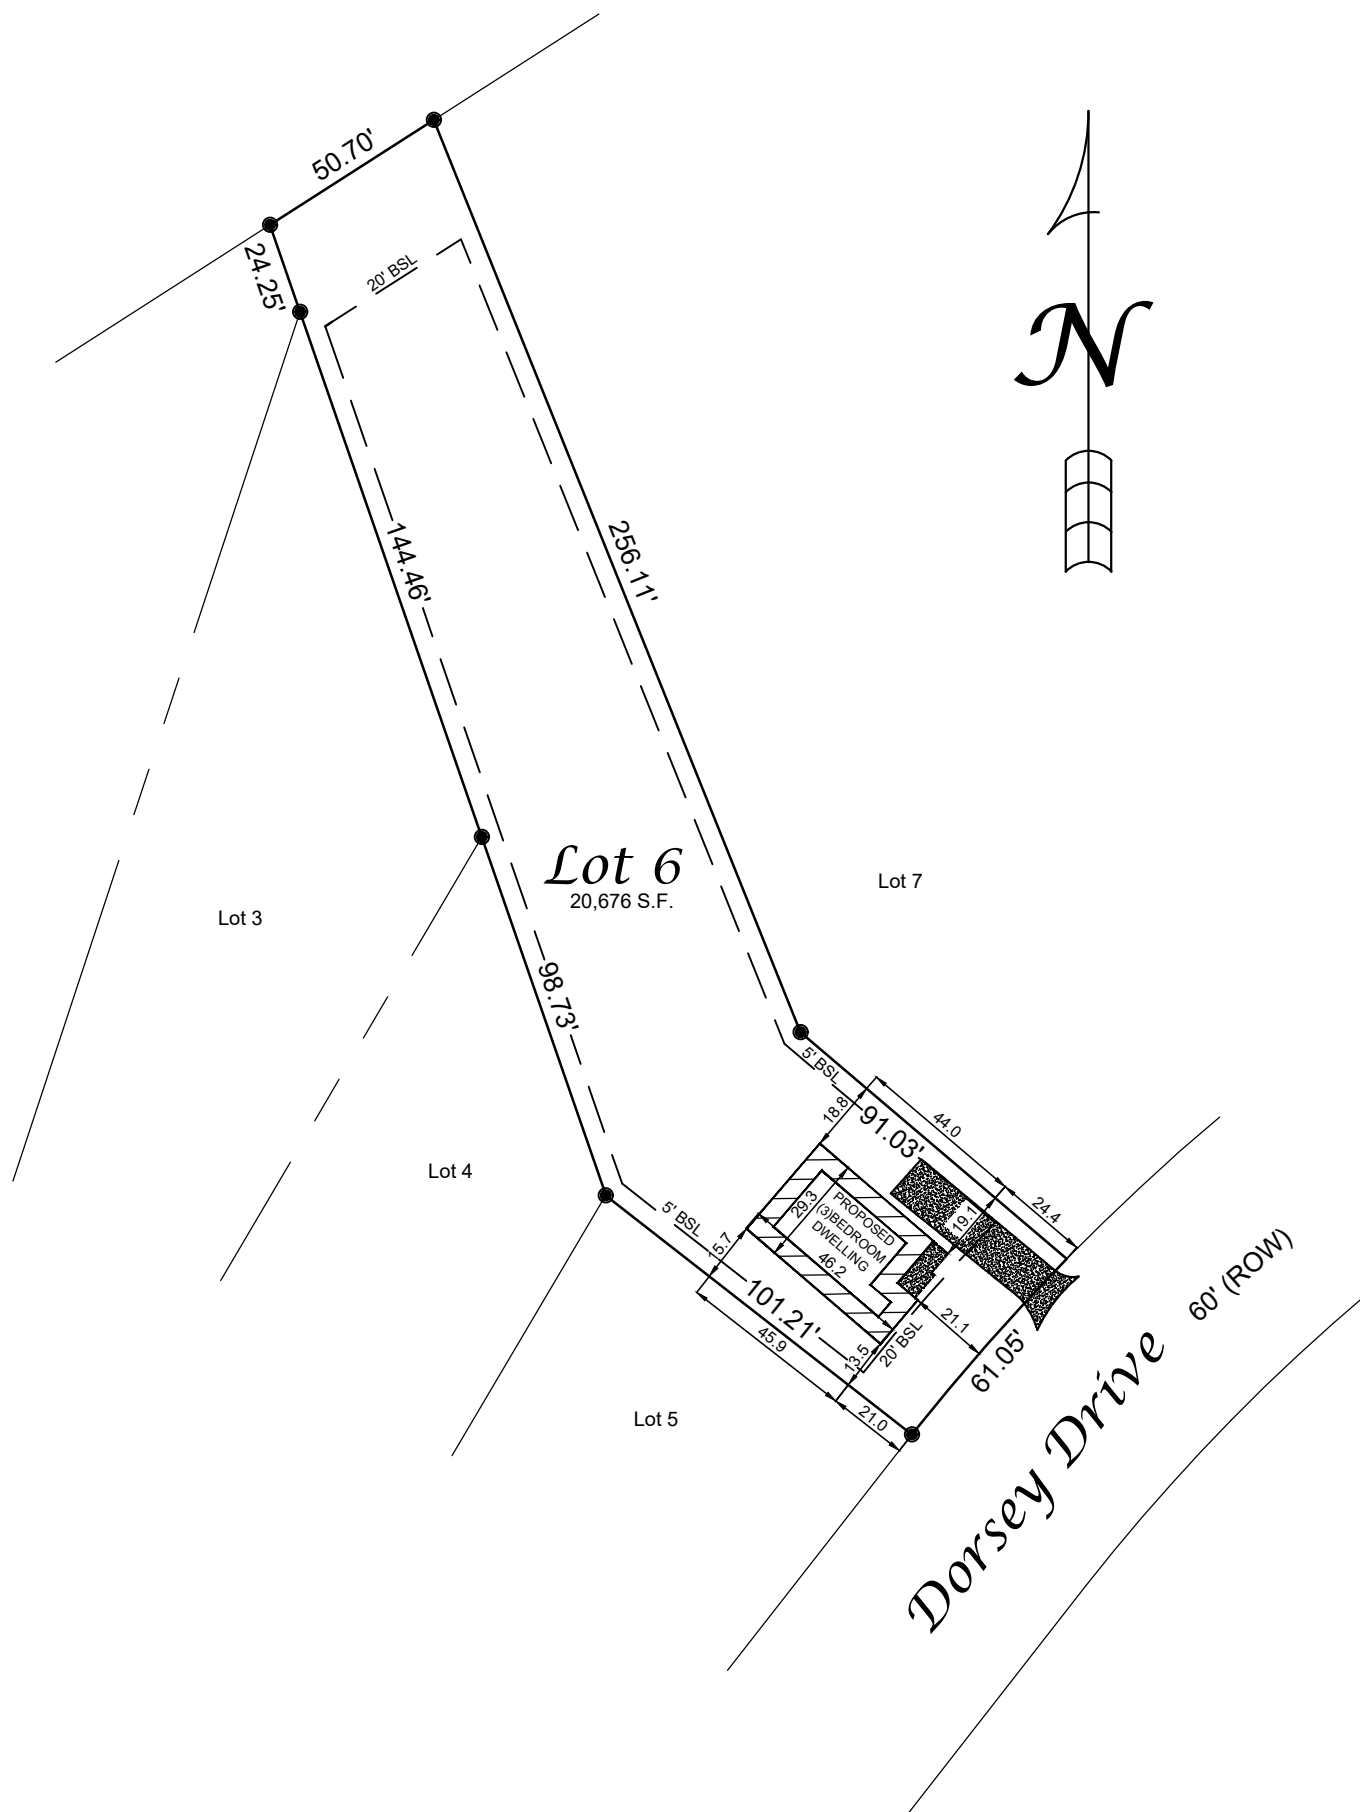 50.70'
24.25'
20' BSL
N
144.46'
256.11'
Lot 6
20,676 S.F.
Lot 7
Lot 3
98.73'
5' BSL
18.8
44.0
91.03'
Lot 4
5' BSL
15.7
29.3
PROPOSED
(3)BEDROOM
DWELLING
46.2
19.1
24.4
60' (ROW)
101.21'
45.9
13.5
20' BSL
21.1
61.05'
21.0
Lot 5
Dorsey Drive